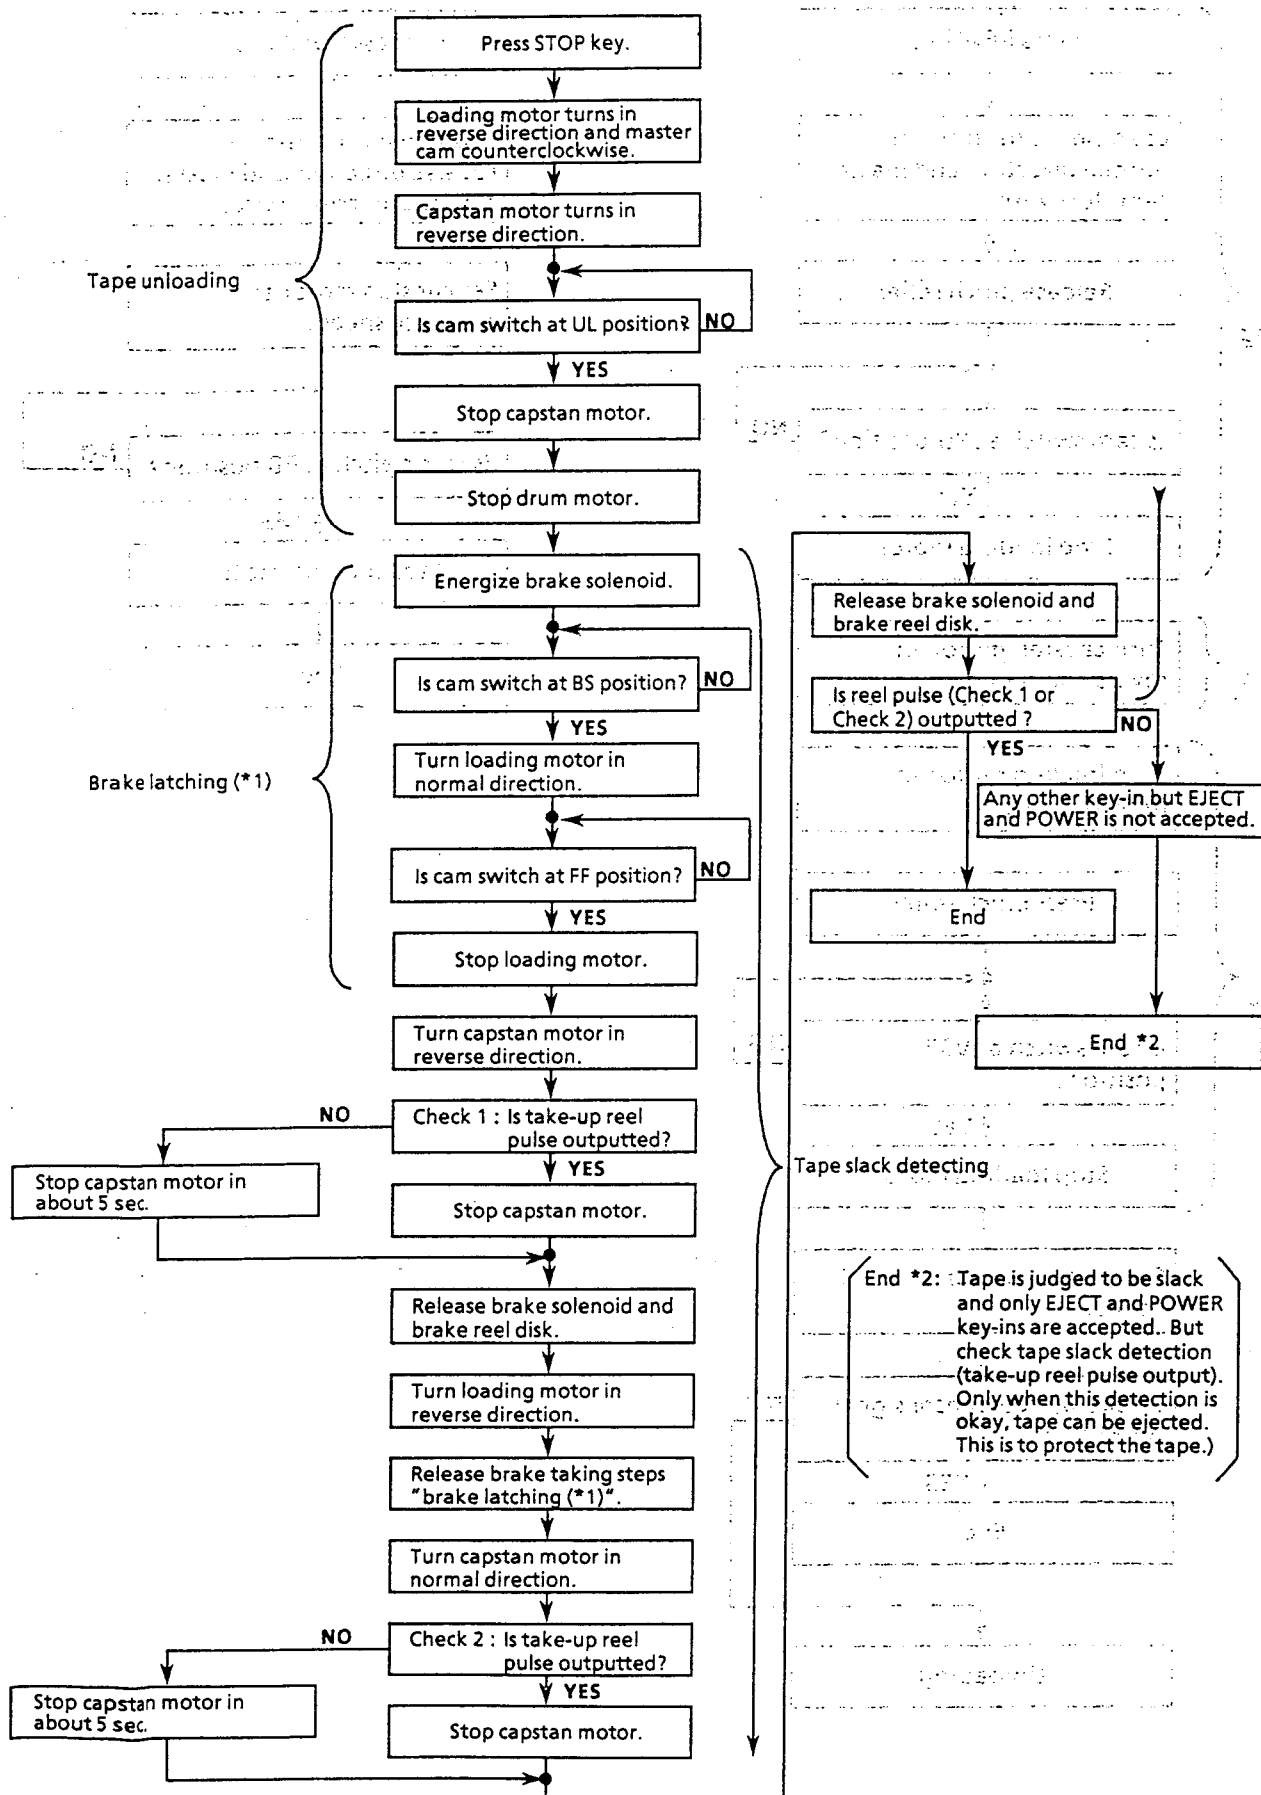 Press STOP key.
Loading motor turns in
reverse direction and master
cam counterclockwise.
Capstan motor turns in
reverse direction.
Tape unloading
Is cam switch at UL position?
NO
YES
Stop capstan motor.
Stop drum motor.
Energize brake solenoid.
Is cam switch at BS position?
NO
YES
Turn loading motor in
normal direction.
Brake latching (*1)
Is cam switch at FF position?
NO
YES
Stop loading motor.
Turn capstan motor in
reverse direction.
Check 1 : Is take-up reel
pulse outputted?
NO
YES
Stop capstan motor in
about 5 sec.
Stop capstan motor.
Release brake solenoid and
brake reel disk.
Turn loading motor in
reverse direction.
Release brake taking steps
"brake latching (*1)".
Turn capstan motor in
normal direction.
Check 2 : Is take-up reel
pulse outputted?
NO
YES
Stop capstan motor in
about 5 sec.
Stop capstan motor.
Tape slack detecting
Release brake solenoid and
brake reel disk.
Is reel pulse (Check 1 or
Check 2) outputted ?
NO
YES
Any other key-in but EJECT
and POWER is not accepted.
End
End *2
End *2: Tape is judged to be slack
and only EJECT and POWER
key-ins are accepted. But
check tape slack detection
(take-up reel pulse output).
Only when this detection is
okay, tape can be ejected.
This is to protect the tape.)